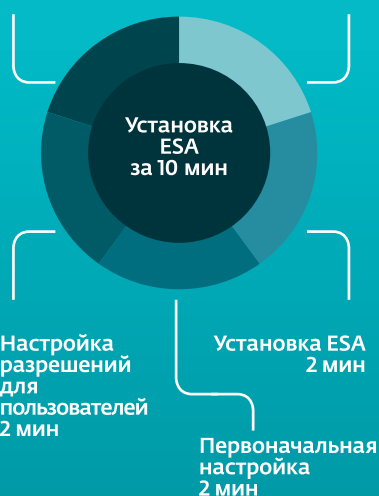 Установка
ESA
за 10 мин
Настройка
разрешений
для
пользователей
2 мин
Установка ESA
2 мин
Первоначальная
настройка
2 мин